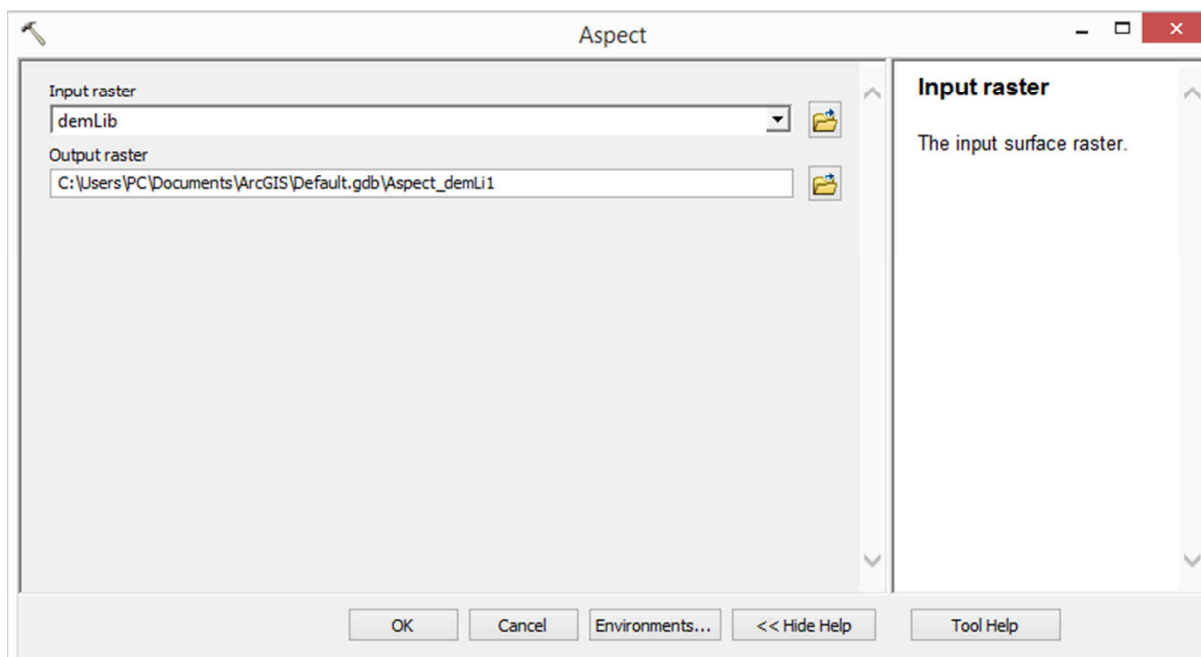 Aspect
Input raster
demLib
Output raster
C:\Users\PC\Documents\ArcGIS\Default.gdb\Aspect_demLi1
Input raster
The input surface raster.
OK
Cancel
Environments...
<< Hide Help
Tool Help